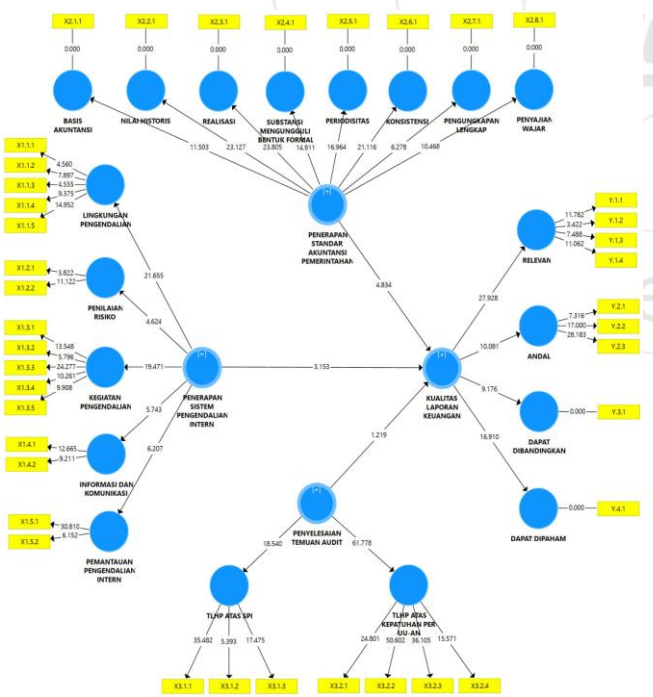 X2.1.1 X2.2.1 X2.3.1 X2.4.1 X2.5.1 X2.6.1 X2.7.1 X2.8.1
0.000 0.000 0.000 0.000 0.000 0.000 0.000 0.000
BASIS
AKUNTANSI
NILAI HISTORIS
REALISASI
SUBSTANSI
MENGUNGGULI
BENTUK FORMAL
PERIODISITAS
KONSISTENSI
PENGUNGKAPAN
LENGKAP
PENYAJIAN
WAJAR
11.503 23.127 23.805 14.911 16.964 21.116 6.278 10.468
[+]
PENERAPAN
STANDAR
AKUNTANSI
PEMERINTAHAN
4.834
X1.1.1
X1.1.2
X1.1.3
X1.1.4
X1.1.5
4.560
7.897
4.555
9.375
14.952
LINGKUNGAN
PENGENDALIAN
21.655
X1.2.1
X1.2.2
3.822
11.122
PENILAIAN
RISIKO
4.624
X1.3.1
X1.3.2
X1.3.3
X1.3.4
X1.3.5
13.548
5.796
24.277
10.261
9.908
KEGIATAN
PENGENDALIAN
19.471
[+]
PENERAPAN
SISTEM
PENGENDALIAN
INTERN
3.153
X1.4.1
X1.4.2
12.665
9.211
INFORMASI DAN
KOMUNIKASI
5.743
X1.5.1
X1.5.2
30.810
6.152
PEMANTAUAN
PENGENDALIAN
INTERN
6.207
[+]
KUALITAS
LAPORAN
KEUANGAN
27.928
RELEVAN
11.782
3.422
7.488
11.062
Y.1.1
Y.1.2
Y.1.3
Y.1.4
10.081
ANDAL
7.316
17.000
28.183
Y.2.1
Y.2.2
Y.2.3
9.176
DAPAT
DIBANDINGKAN
0.000
Y.3.1
16.910
DAPAT DIPAHAM
0.000
Y.4.1
1.219
[+]
PENYELESAIAN
TEMUAN AUDIT
18.540 61.778
TLHP ATAS SPI
35.482 5.393 17.475
X3.1.1 X3.1.2 X3.1.3
TLHP ATAS
KEPATUHAN PER
UU-AN
24.801 50.602 36.105 15.571
X3.2.1 X3.2.2 X3.2.3 X3.2.4